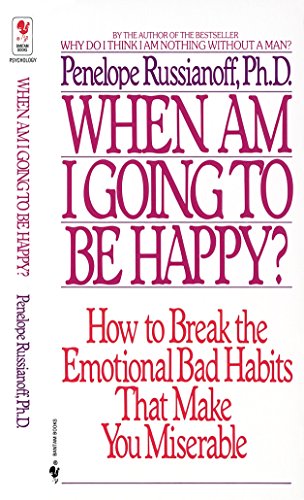 BANTAM
BOOKS
PSYCHOLOGY
WHEN AM I GOING TO BE HAPPY?
Penelope Russianoff, Ph.D.
BY THE AUTHOR OF THE BESTSELLER
WHY DO I THINK I AM NOTHING WITHOUT A MAN?
Penelope Russianoff, Ph.D.
WHEN AM
I GOING TO
BE HAPPY?
How to Break the
Emotional Bad Habits
That Make
You Miserable
BANTAM BOOKS